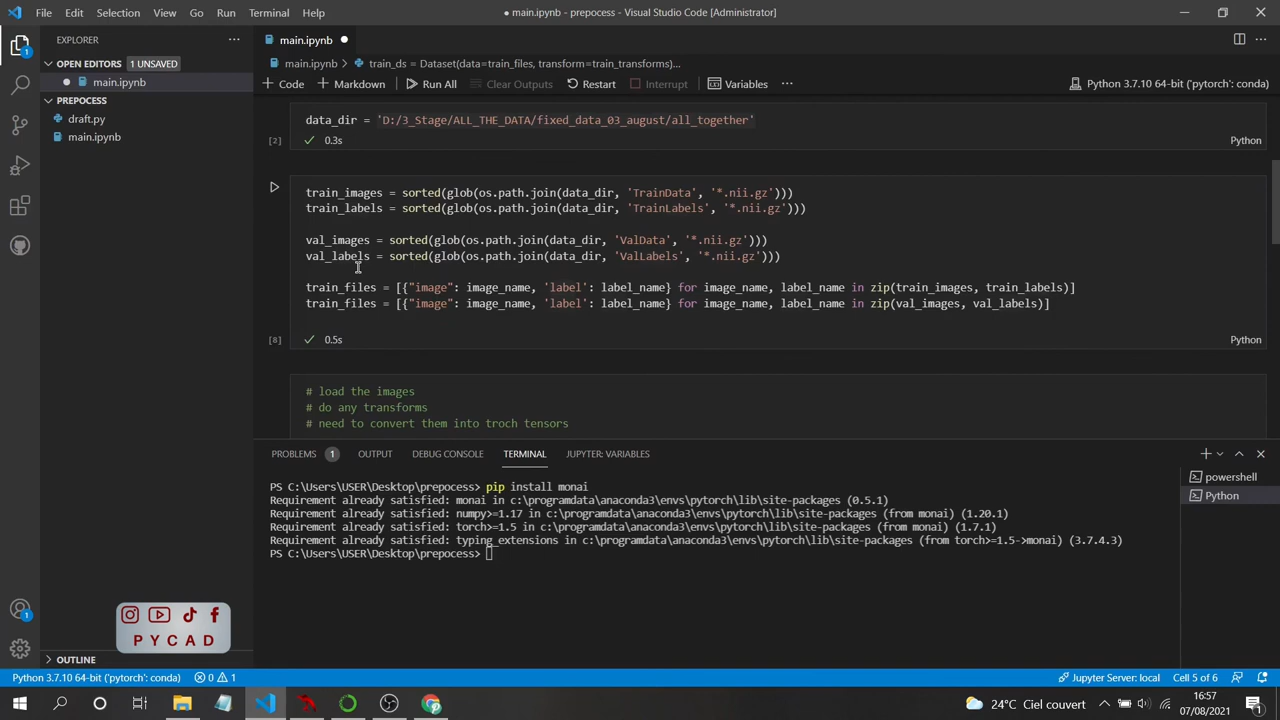 File Edit Selection View Go Run Terminal Help
● main.ipynb - prepocess - Visual Studio Code [Administrator]
EXPLORER
OPEN EDITORS 1 UNSAVED
main.ipynb
PREPOCESS
draft.py
main.ipynb
OUTLINE
main.ipynb
main.ipynb > train_ds = Dataset(data=train_files, transform=train_transforms)...
+ Code + Markdown Run All Clear Outputs Restart Interrupt Variables ...
Python 3.7.10 64-bit ('pytorch': conda)
data_dir = 'D:/3_Stage/ALL_THE_DATA/fixed_data_03_august/all_together'
[2] 0.3s Python
train_images = sorted(glob(os.path.join(data_dir, 'TrainData', '*.nii.gz')))
train_labels = sorted(glob(os.path.join(data_dir, 'TrainLabels', '*.nii.gz')))
val_images = sorted(glob(os.path.join(data_dir, 'ValData', '*.nii.gz')))
val_labels = sorted(glob(os.path.join(data_dir, 'ValLabels', '*.nii.gz')))
train_files = [{"image": image_name, 'label': label_name} for image_name, label_name in zip(train_images, train_labels)]
train_files = [{"image": image_name, 'label': label_name} for image_name, label_name in zip(val_images, val_labels)]
[8] 0.5s Python
# load the images
# do any transforms
# need to convert them into troch tensors
PROBLEMS 1 OUTPUT DEBUG CONSOLE TERMINAL JUPYTER: VARIABLES
powershell
Python
PS C:\Users\USER\Desktop\prepocess> pip install monai
Requirement already satisfied: monai in c:\programdata\anaconda3\envs\pytorch\lib\site-packages (0.5.1)
Requirement already satisfied: numpy>=1.17 in c:\programdata\anaconda3\envs\pytorch\lib\site-packages (from monai) (1.20.1)
Requirement already satisfied: torch>=1.5 in c:\programdata\anaconda3\envs\pytorch\lib\site-packages (from monai) (1.7.1)
Requirement already satisfied: typing_extensions in c:\programdata\anaconda3\envs\pytorch\lib\site-packages (from torch>=1.5->monai) (3.7.4.3)
PS C:\Users\USER\Desktop\prepocess>
PYCAD
Python 3.7.10 64-bit ('pytorch': conda) 0 1
Jupyter Server: local Cell 5 of 6
24°C Ciel couvert
16:57
07/08/2021